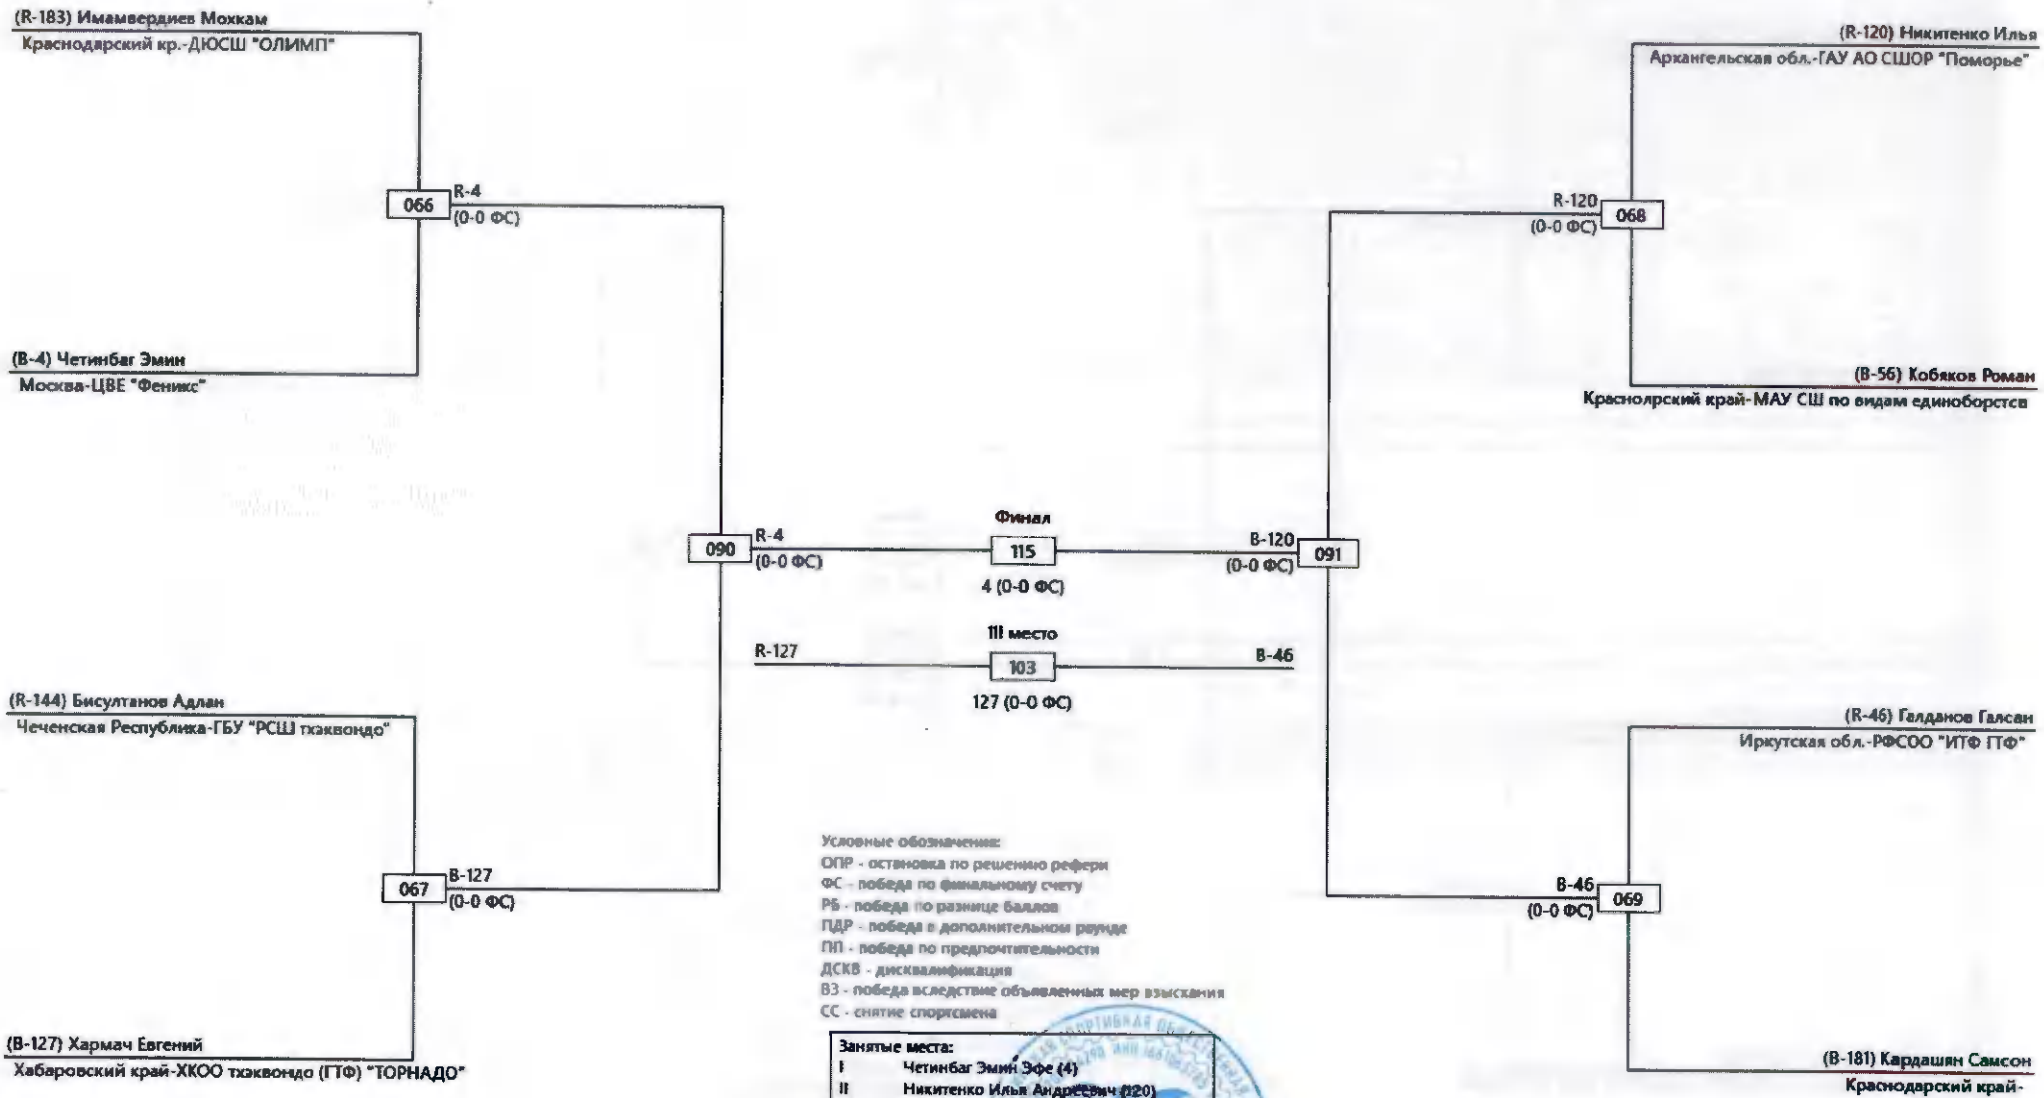 (R-183) Имамвердиев Мохкам
Краснодарский кр.-ДЮСШ "ОЛИМП"
066
R-4
(0-0 ФС)
(B-4) Четинбаг Эмин
Москва-ЦВЕ "Феникс"
090
R-4
(0-0 ФС)
(R-144) Бисултанов Адлан
Чеченская Республика-ГБУ "РСШ тхэквондо"
067
B-127
(0-0 ФС)
(B-127) Хармач Евгений
Хабаровский край-ХКОО тхэквондо (ГТФ) "ТОРНАДО"
Финал
115
4 (0-0 ФС)
III место
R-127
103
B-46
127 (0-0 ФС)
(R-120) Никитенко Илья
Архангельская обл.-ГАУ АО СШОР "Поморье"
R-120
(0-0 ФС)
068
(B-56) Кобяков Роман
Краснолрский край-МАУ СШ по видам единоборств
B-120
(0-0 ФС)
091
(R-46) Галданов Галсан
Иркутская обл.-РФСОО "ИТФ ГТФ"
B-46
(0-0 ФС)
069
(B-181) Кардашян Самсон
Краснодарский край-
Условные обозначения:
ОПР - остановка по решению рефери
ФС - победа по финальному счету
РБ - победа по разнице баллов
ПДР - победа в дополнительном раунде
ПП - победа по предпочтительности
ДСКВ - дисквалификация
ВЗ - победа вследствие объявленных мер взыскания
СС - снятие спортсмена
Занятые места:
I Четинбаг Эмин Эфе (4)
II Никитенко Илья Андреевич (120)